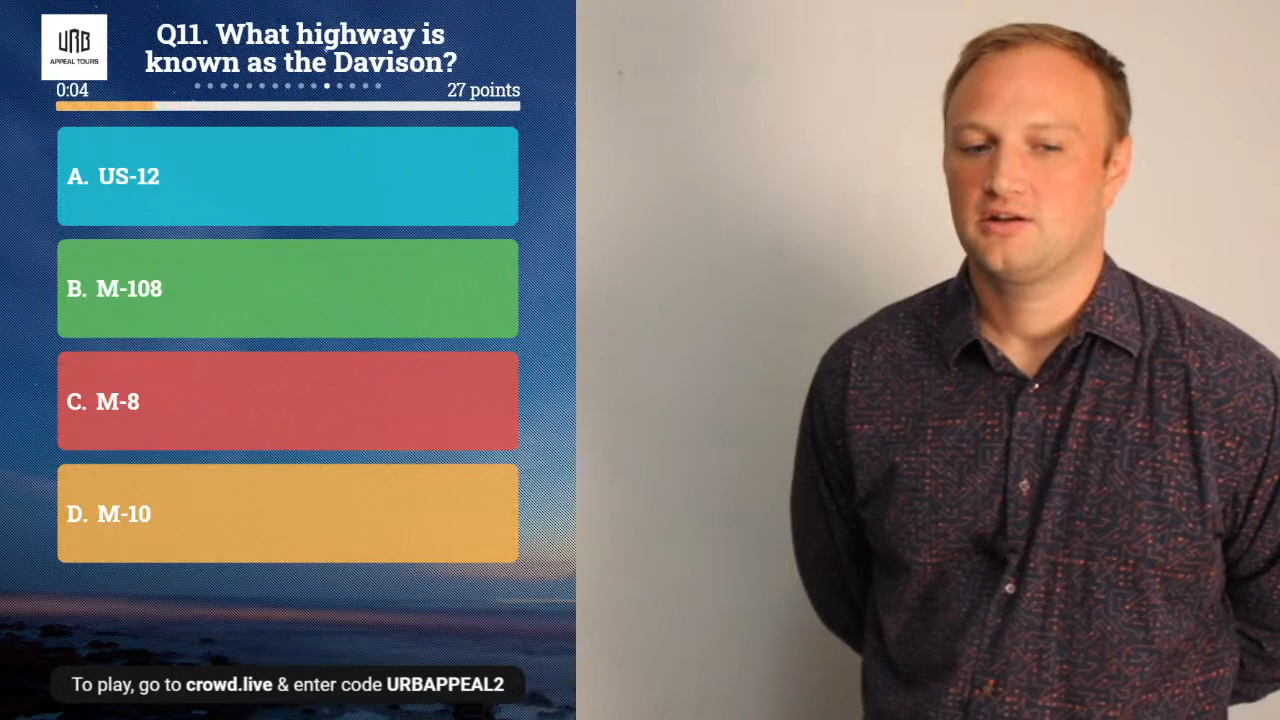 URB
APPEAL TOURS
Q11. What highway is
known as the Davison?
0:04
27 points
A. US-12
B. M-108
C. M-8
D. M-10
To play, go to crowd.live & enter code URBAPPEAL2